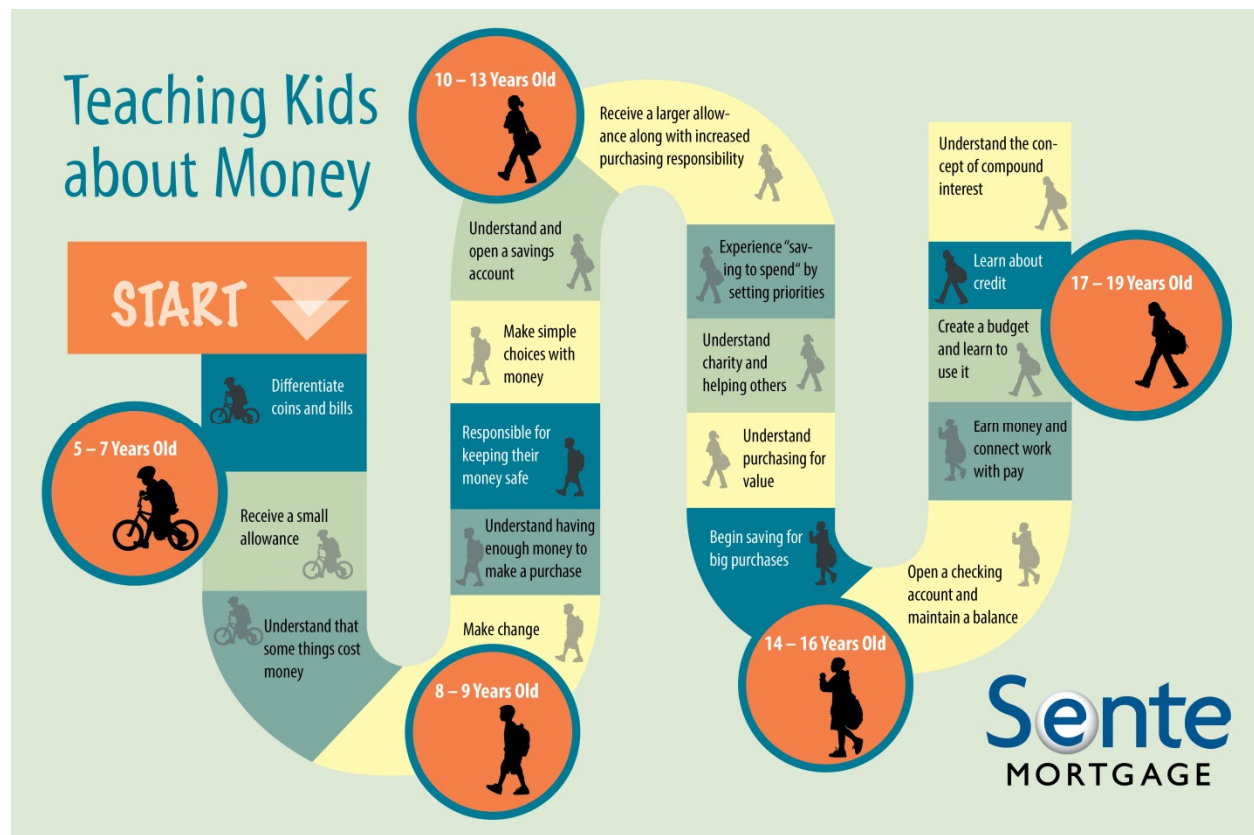 Teaching Kids
about Money
START
5 – 7 Years Old
Differentiate
coins and bills
Receive a small
allowance
Understand that
some things cost
money
8 – 9 Years Old
Make change
Understand having
enough money to
make a purchase
Responsible for
keeping their
money safe
Make simple
choices with
money
10 – 13 Years Old
Understand and
open a savings
account
Receive a larger allow-
ance along with increased
purchasing responsibility
Experience “sav-
ing to spend“ by
setting priorities
Understand
charity and
helping others
Understand
purchasing for
value
14 – 16 Years Old
Begin saving for
big purchases
Open a checking
account and
maintain a balance
Earn money and
connect work
with pay
17 – 19 Years Old
Create a budget
and learn to
use it
Learn about
credit
Understand the con-
cept of compound
interest
Sente
MORTGAGE